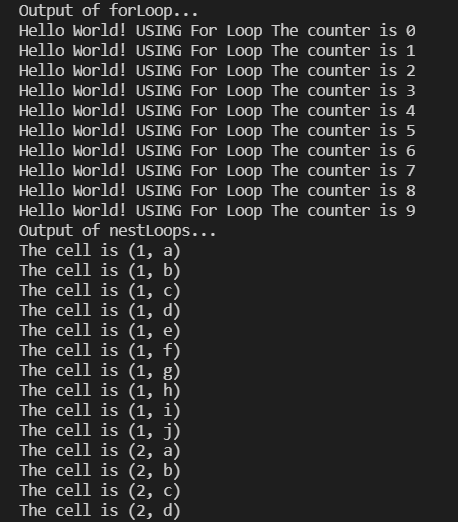 Output of forLoop...
Hello World! USING For Loop The counter is 0
Hello World! USING For Loop The counter is 1
Hello World! USING For Loop The counter is 2
Hello World! USING For Loop The counter is 3
Hello World! USING For Loop The counter is 4
Hello World! USING For Loop The counter is 5
Hello World! USING For Loop The counter is 6
Hello World! USING For Loop The counter is 7
Hello World! USING For Loop The counter is 8
Hello World! USING For Loop The counter is 9
Output of nestLoops...
The cell is (1, a)
The cell is (1, b)
The cell is (1, c)
The cell is (1, d)
The cell is (1, e)
The cell is (1, f)
The cell is (1, g)
The cell is (1, h)
The cell is (1, i)
The cell is (1, j)
The cell is (2, a)
The cell is (2, b)
The cell is (2, c)
The cell is (2, d)